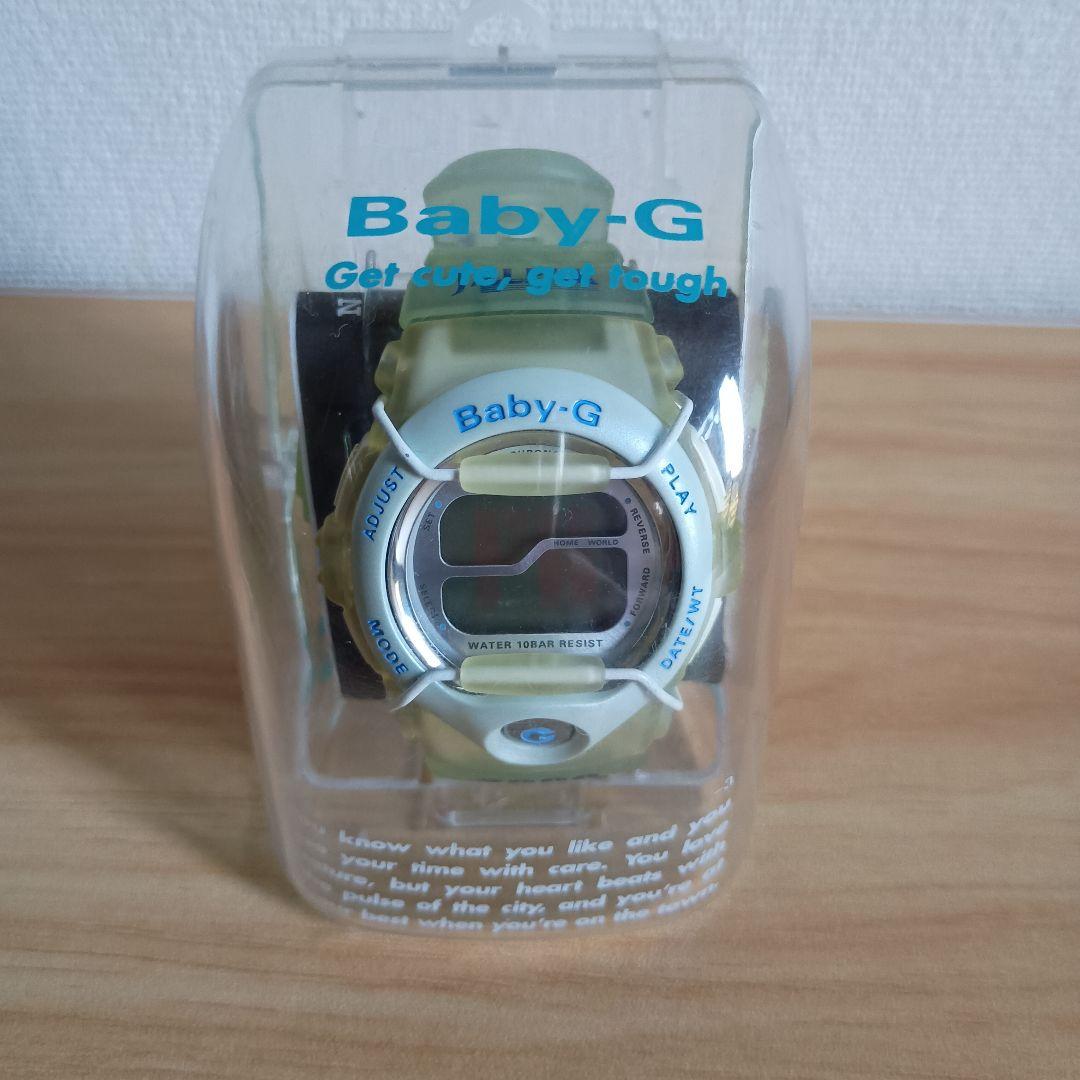 Baby-G
Get cute, get tough
N
Baby-G
ADJUST
PLAY
SET
REVERSE
HOME WORLD
SELECT
FORWARD
MODE
DATE/WT
WATER 10BAR RESIST
G
know what you like and you
your time with care. You love
but your heart beats with
pulse of the city, and you're at
best when you're on the town.